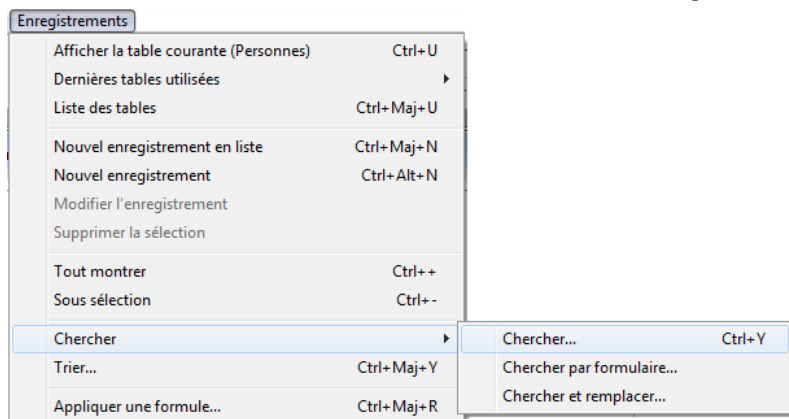 Enregistrements
Afficher la table courante (Personnes) Ctrl+U
Dernières tables utilisées
Liste des tables Ctrl+Maj+U
Nouvel enregistrement en liste Ctrl+Maj+N
Nouvel enregistrement Ctrl+Alt+N
Modifier l'enregistrement
Supprimer la sélection
Tout montrer Ctrl++
Sous sélection Ctrl+-
Chercher
Chercher... Ctrl+Y
Trier... Ctrl+Maj+Y
Chercher par formulaire...
Chercher et remplacer...
Appliquer une formule... Ctrl+Maj+R